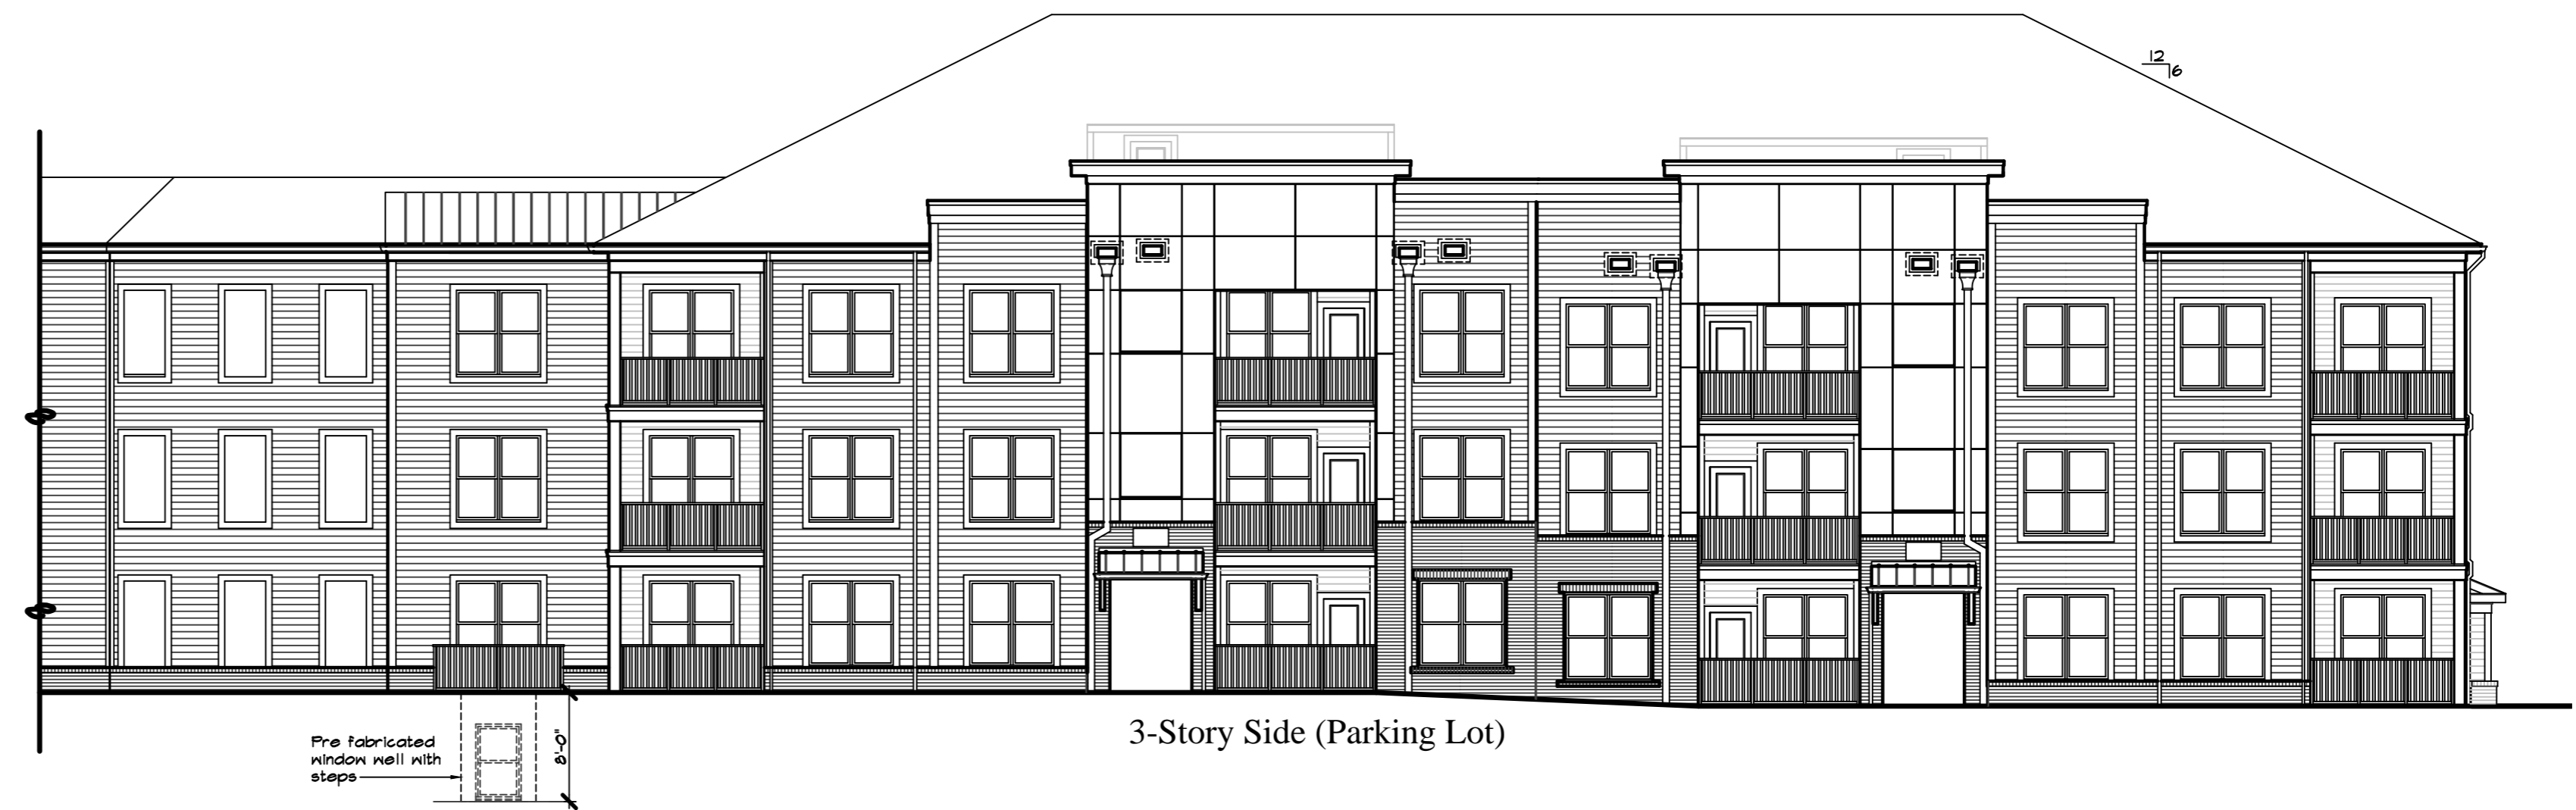 12
6
Pre fabricated
window well with
steps
8'-0"
3-Story Side (Parking Lot)